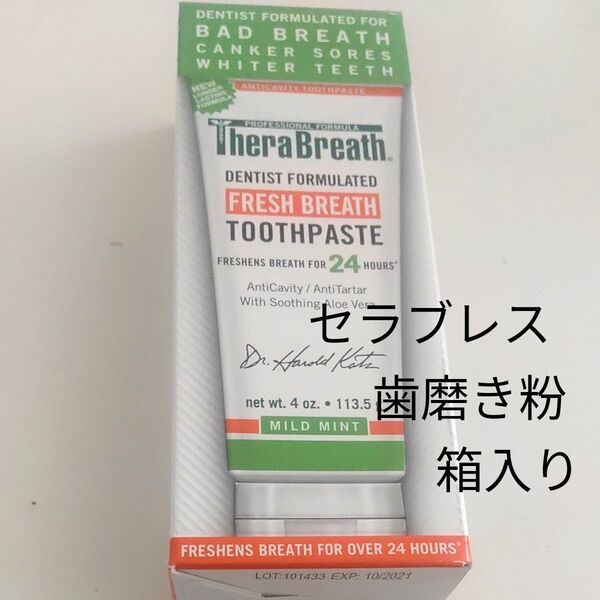 DENTIST FORMULATED FOR
BAD BREATH
CANKER SORES
WHITER TEETH
NEW
LONGER
LASTING
FORMULA
ANTICAVITY TOOTHPASTE
PROFESSIONAL FORMULA
TheraBreath®
DENTIST FORMULATED
FRESH BREATH
TOOTHPASTE
FRESHENS BREATH FOR 24 HOURS*
AntiCavity / AntiTartar
With Soothing Aloe Vera
セラブレス
Dr. Harold Katz
歯磨き粉
net wt. 4 oz. • 113.5 g
MILD MINT
箱入り
FRESHENS BREATH FOR OVER 24 HOURS*
LOT:101433 EXP: 10/2021